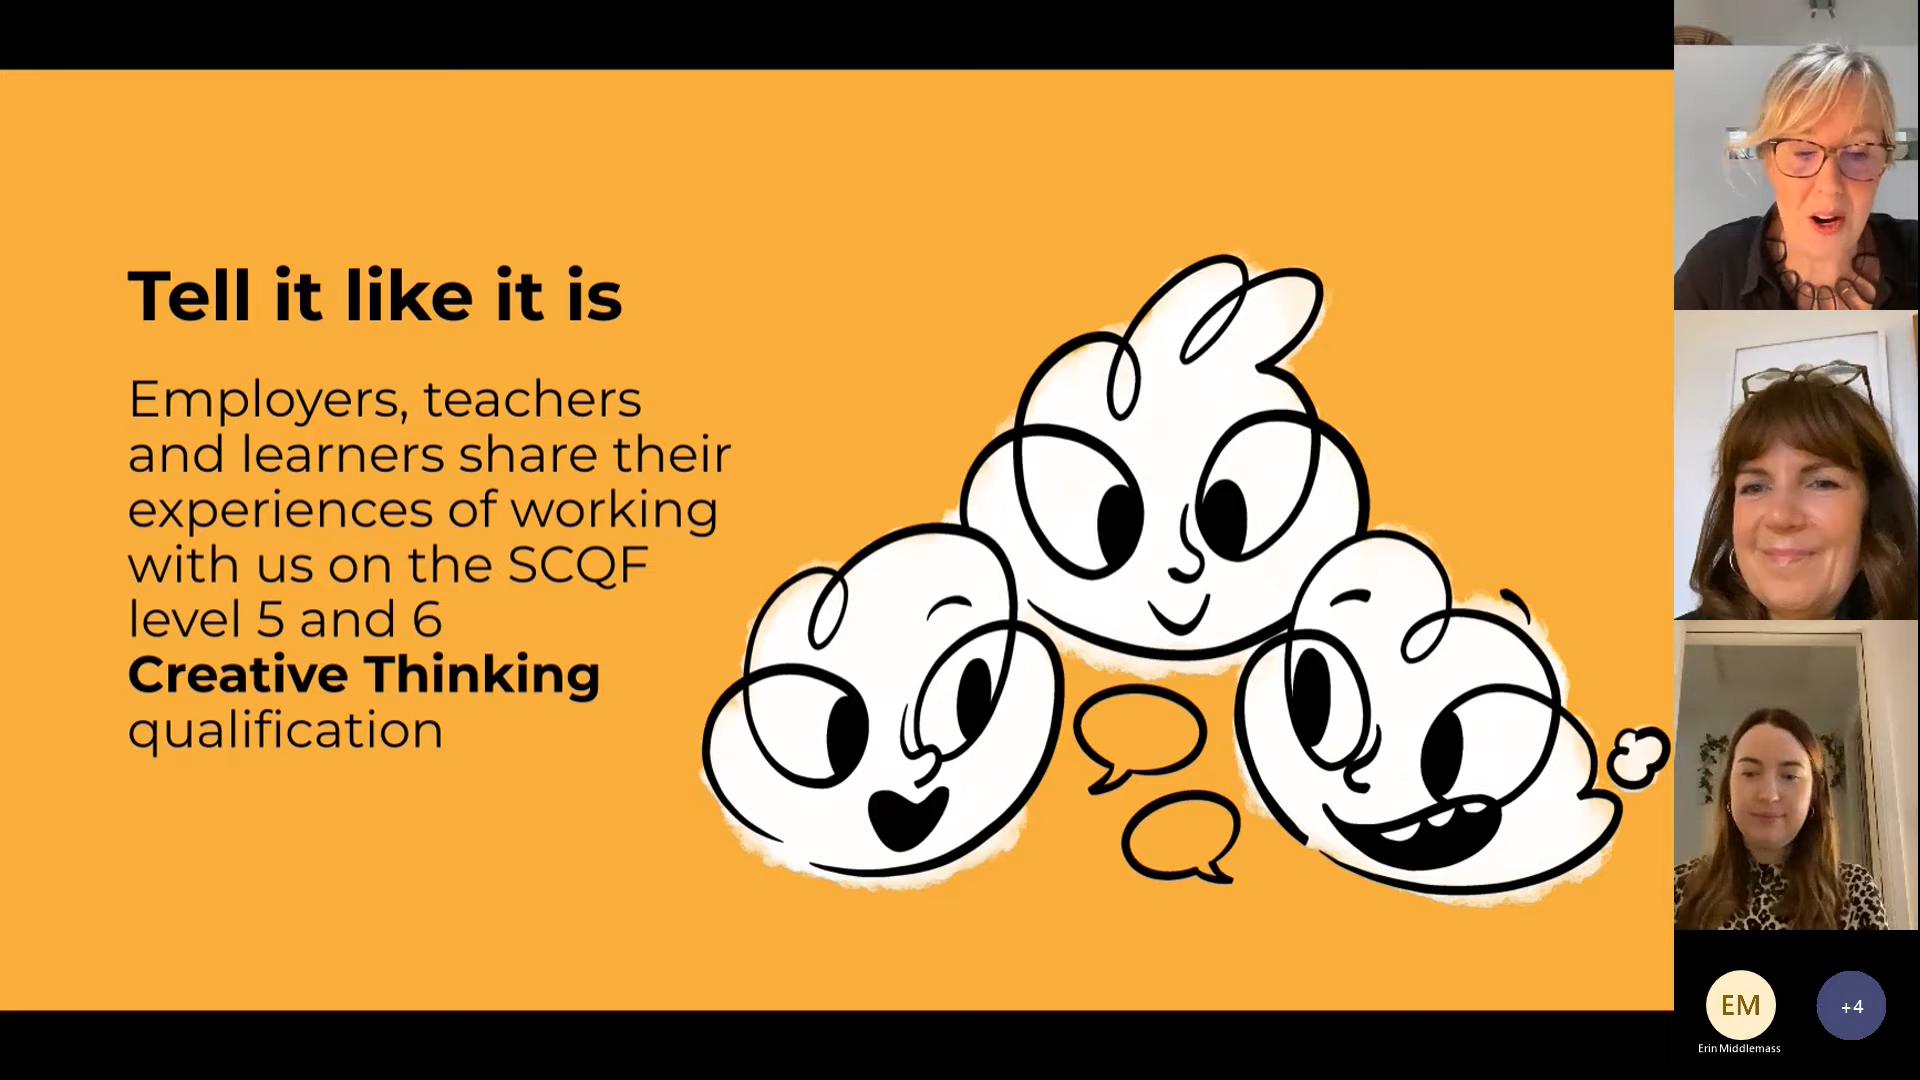 Tell it like it is
Employers, teachers
and learners share their
experiences of working
with us on the SCQF
level 5 and 6
Creative Thinking
qualification
EM
+4
Erin Middlemass